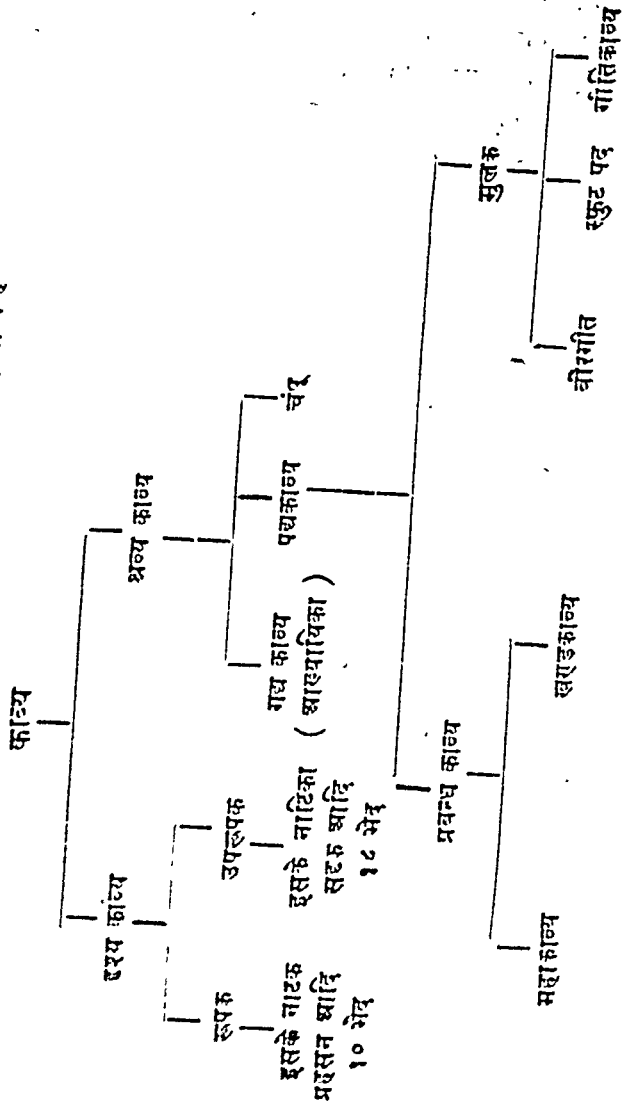 काव्य
दृश्य काव्य
श्रव्य काव्य
रूपक
उपरूपक
गद्य काव्य
पद्यकाव्य
चंपू
इसके नाटक
प्रहसन आदि
१० भेद
इसके नाटिका
सट्टक आदि
१८ भेद
( आख्यायिका )
प्रबन्ध काव्य
मुक्तक
महाकाव्य
खण्डकाव्य
वीरगीत
स्फुट पद
गीतिकाव्य